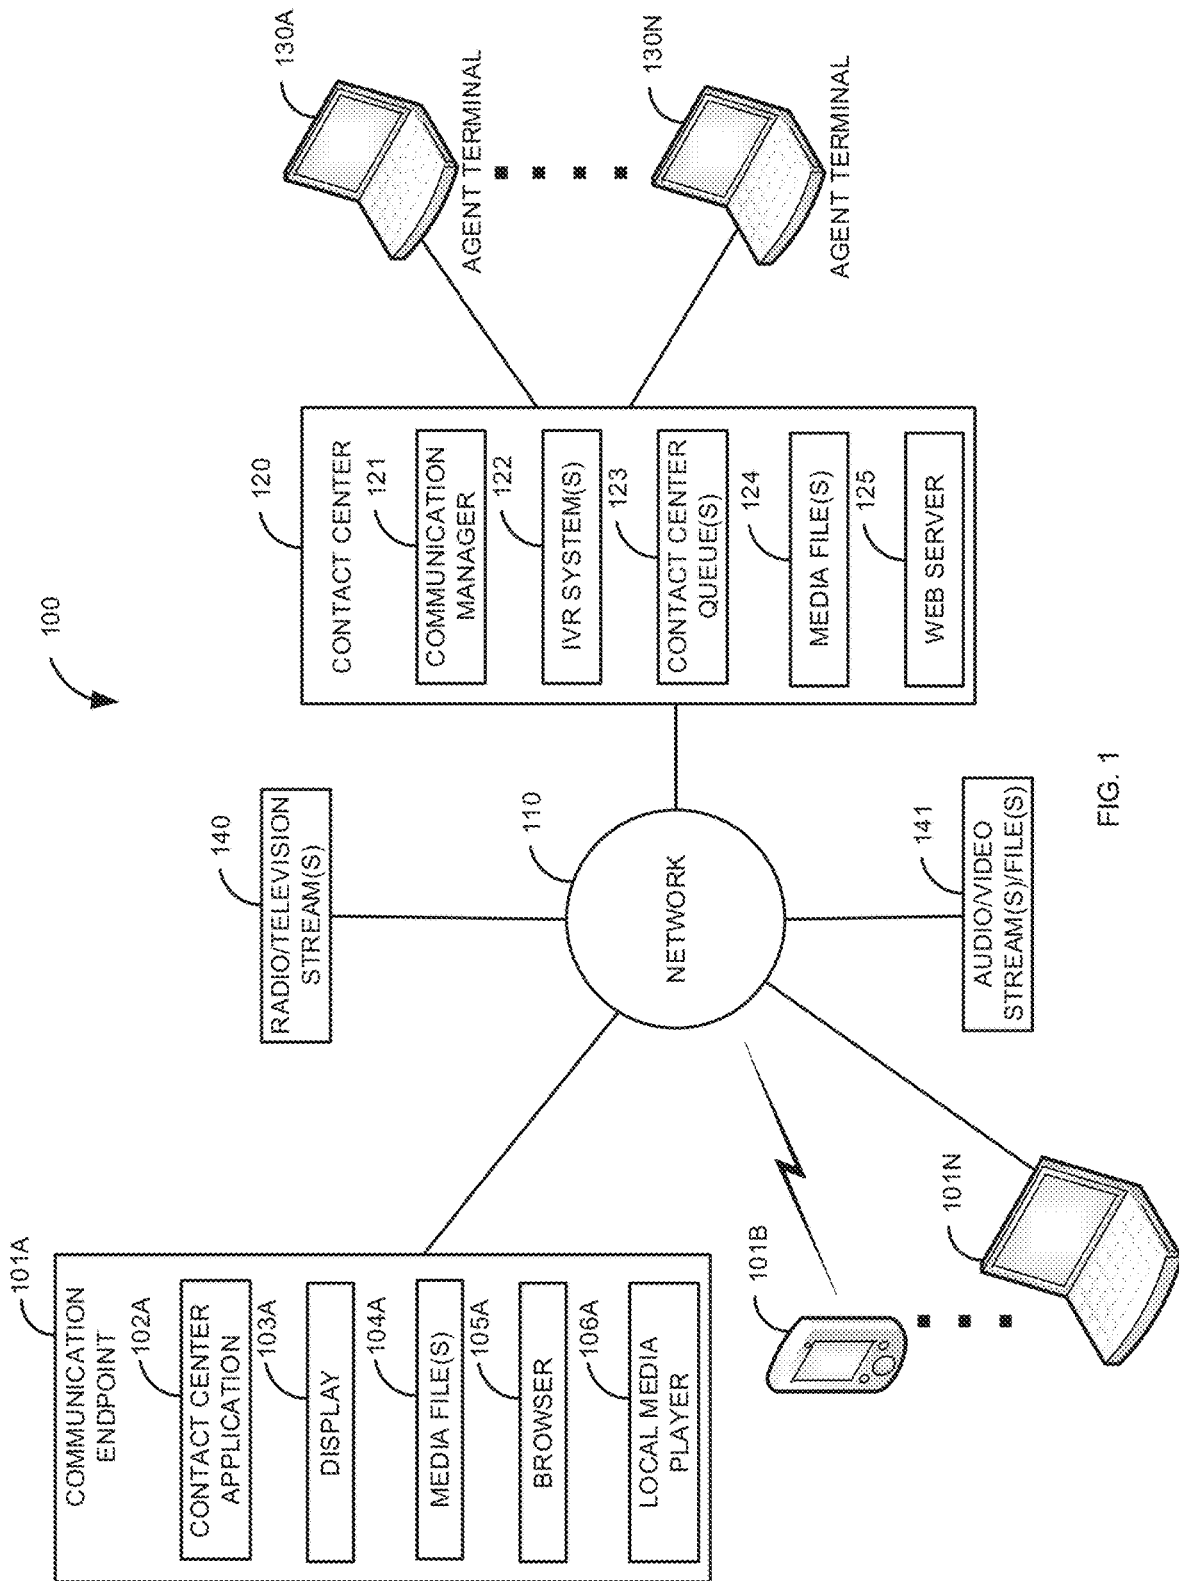 100
101A
COMMUNICATION
ENDPOINT
102A
CONTACT CENTER
APPLICATION
103A
DISPLAY
104A
MEDIA FILE(S)
105A
BROWSER
106A
LOCAL MEDIA
PLAYER
101B
101N
140
RADIO/TELEVISION
STREAM(S)
110
NETWORK
141
AUDIO/VIDEO
STREAM(S)/FILE(S)
120
CONTACT CENTER
121
COMMUNICATION
MANAGER
122
IVR SYSTEM(S)
123
CONTACT CENTER
QUEUE(S)
124
MEDIA FILE(S)
125
WEB SERVER
130A
AGENT TERMINAL
130N
AGENT TERMINAL
FIG. 1